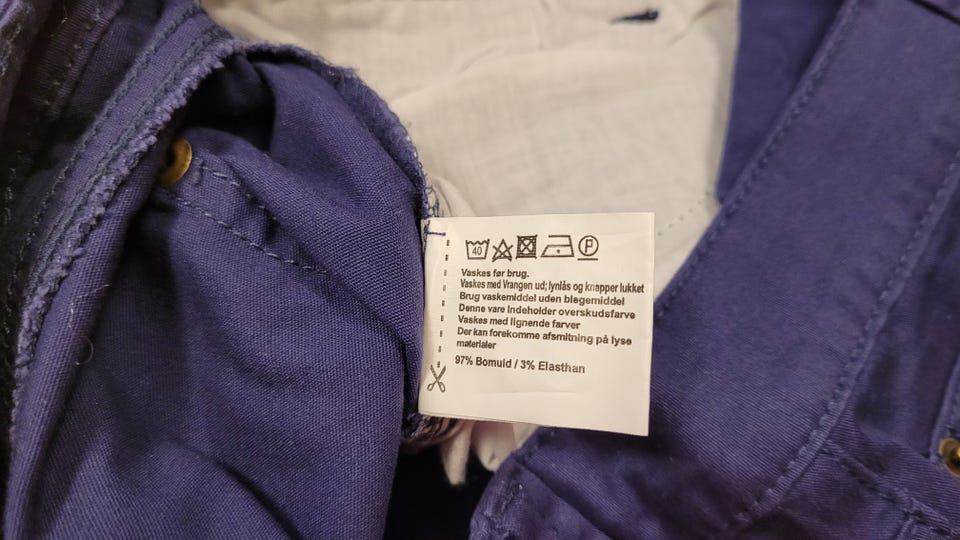 40 P
Vaskes før brug.
Vaskes med Vrangen ud; lynlås og knapper lukket
Brug vaskemiddel uden blegemiddel
Denne vare indeholder overskudsfarve
Vaskes med lignende farver
Der kan forekomme afsmitning på lyse
materialer
97% Bomuld / 3% Elasthan